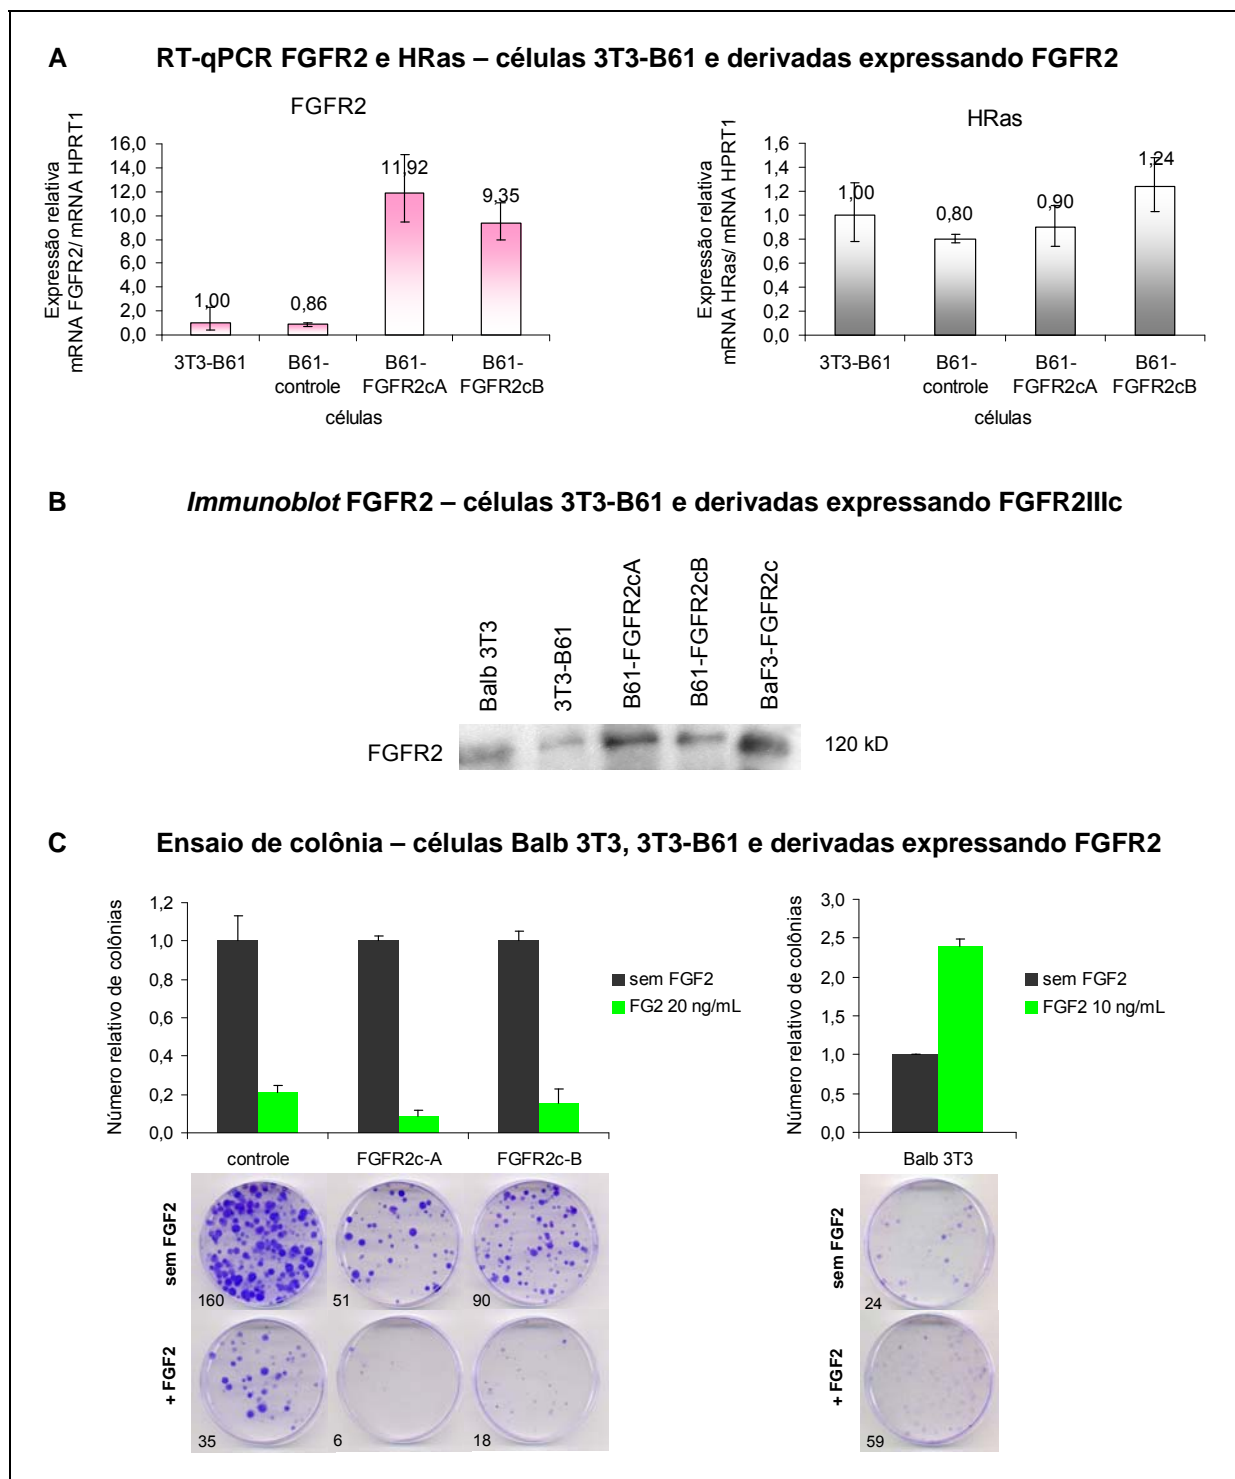 A RT-qPCR FGFR2 e HRas – células 3T3-B61 e derivadas expressando FGFR2
FGFR2
Expressão relativa
mRNA FGFR2/ mRNA HPRT1
16,0
14,0
12,0
10,0
8,0
6,0
4,0
2,0
0,0
1,00
0,86
11,92
9,35
3T3-B61
B61-
controle
B61-
FGFR2cA
B61-
FGFR2cB
células
HRas
Expressão relativa
mRNA HRas/ mRNA HPRT1
1,6
1,4
1,2
1,0
0,8
0,6
0,4
0,2
0,0
1,00
0,80
0,90
1,24
3T3-B61
B61-
controle
B61-
FGFR2cA
B61-
FGFR2cB
células
B Immunoblot FGFR2 – células 3T3-B61 e derivadas expressando FGFR2IIIc
Balb 3T3
3T3-B61
B61-FGFR2cA
B61-FGFR2cB
BaF3-FGFR2c
FGFR2
120 kD
C Ensaio de colônia – células Balb 3T3, 3T3-B61 e derivadas expressando FGFR2
Número relativo de colônias
1,2
1,0
0,8
0,6
0,4
0,2
0,0
controle
FGFR2c-A
FGFR2c-B
sem FGF2
FG2 20 ng/mL
sem FGF2
160
51
90
+ FGF2
35
6
18
Número relativo de colônias
3,0
2,5
2,0
1,5
1,0
0,5
0,0
Balb 3T3
sem FGF2
FGF2 10 ng/mL
sem FGF2
24
+ FGF2
59